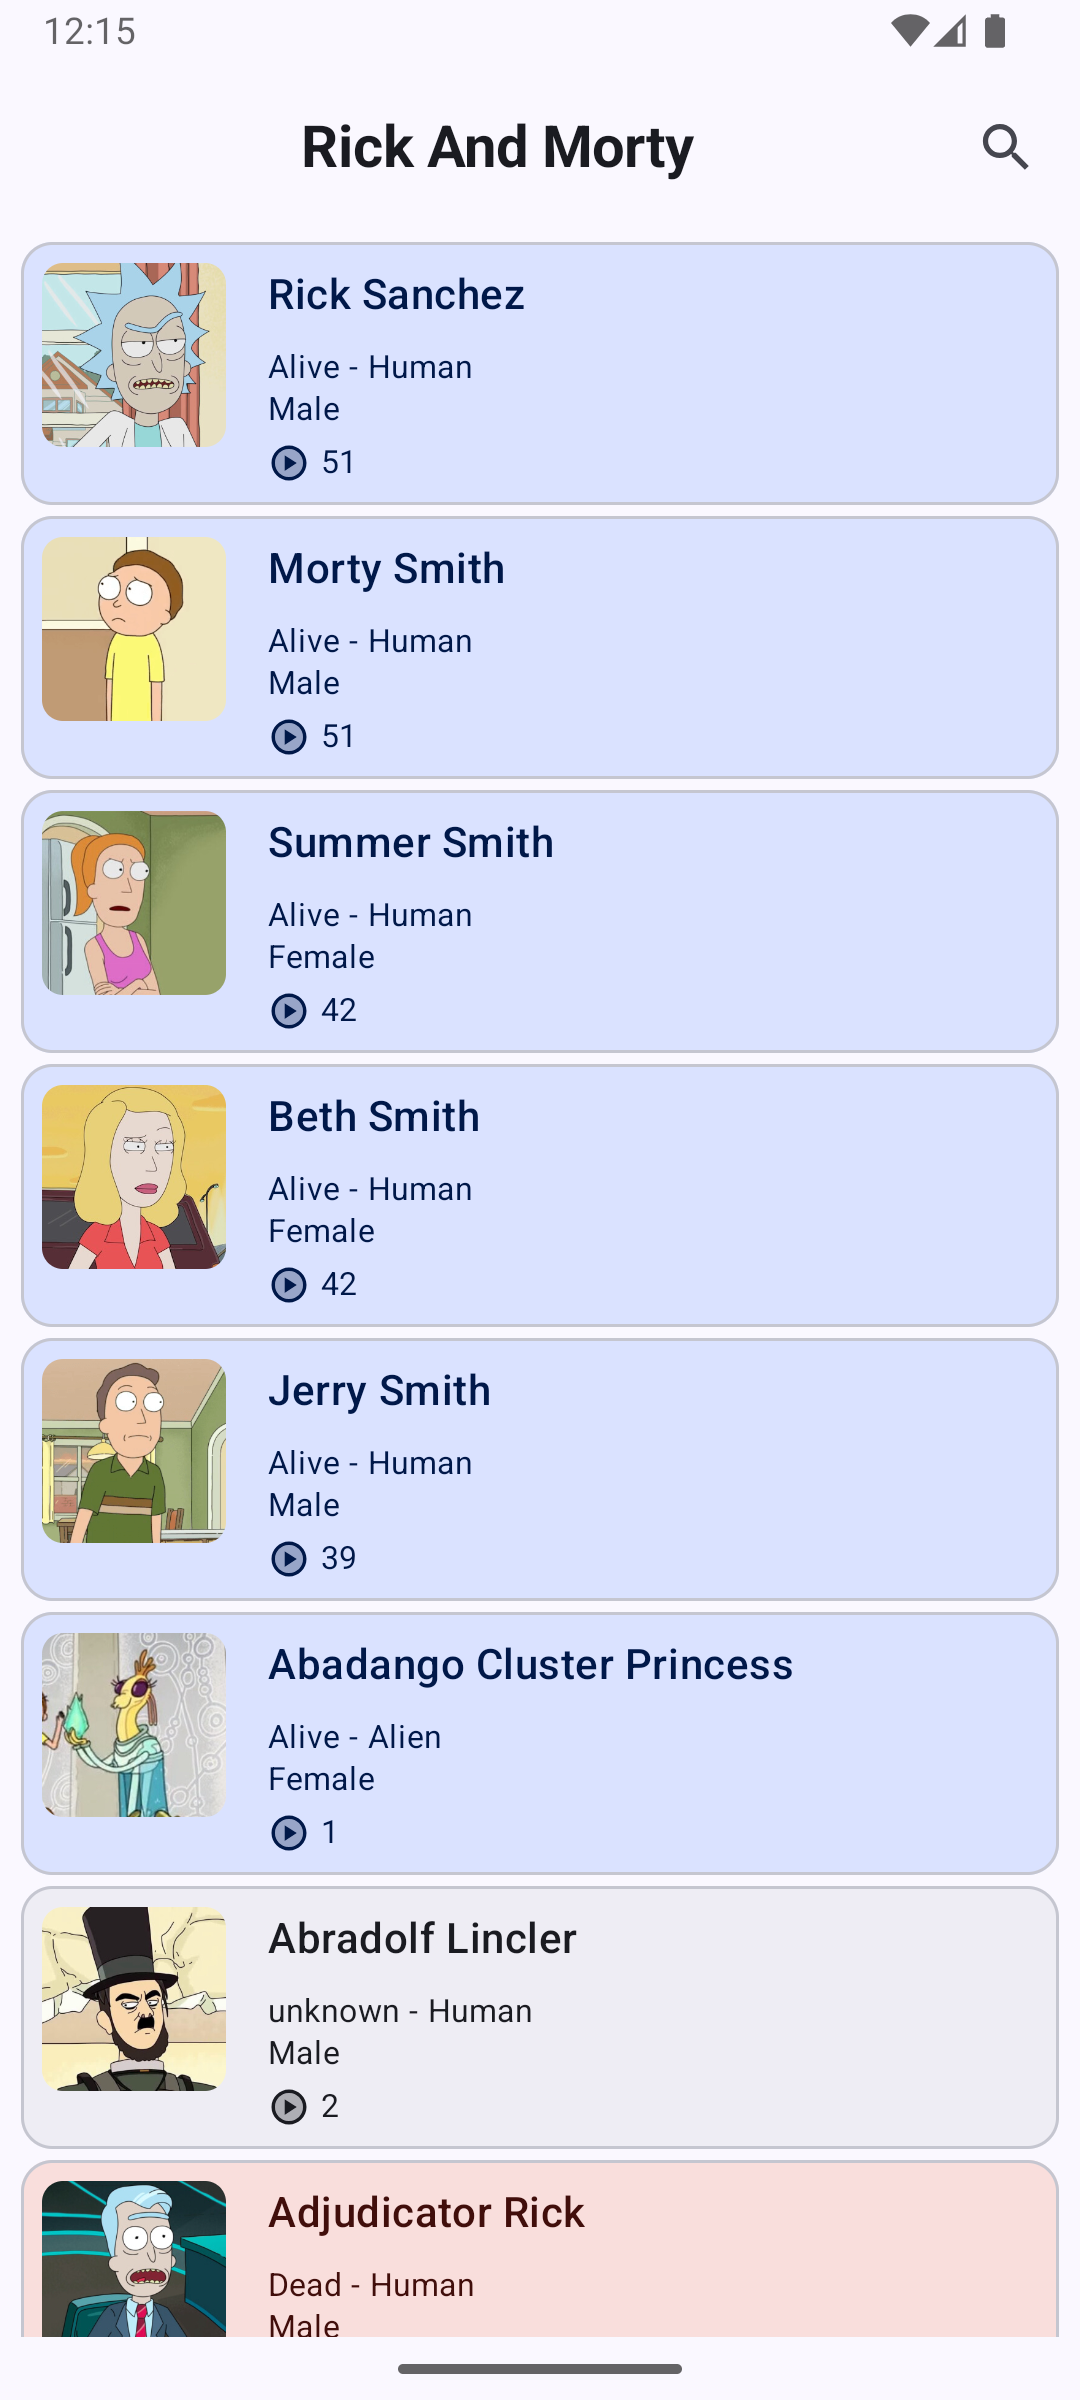 12:15
Rick And Morty
Rick Sanchez
Alive - Human
Male
51
Morty Smith
Alive - Human
Male
51
Summer Smith
Alive - Human
Female
42
Beth Smith
Alive - Human
Female
42
Jerry Smith
Alive - Human
Male
39
Abadango Cluster Princess
Alive - Alien
Female
1
Abradolf Lincler
unknown - Human
Male
2
Adjudicator Rick
Dead - Human
Male